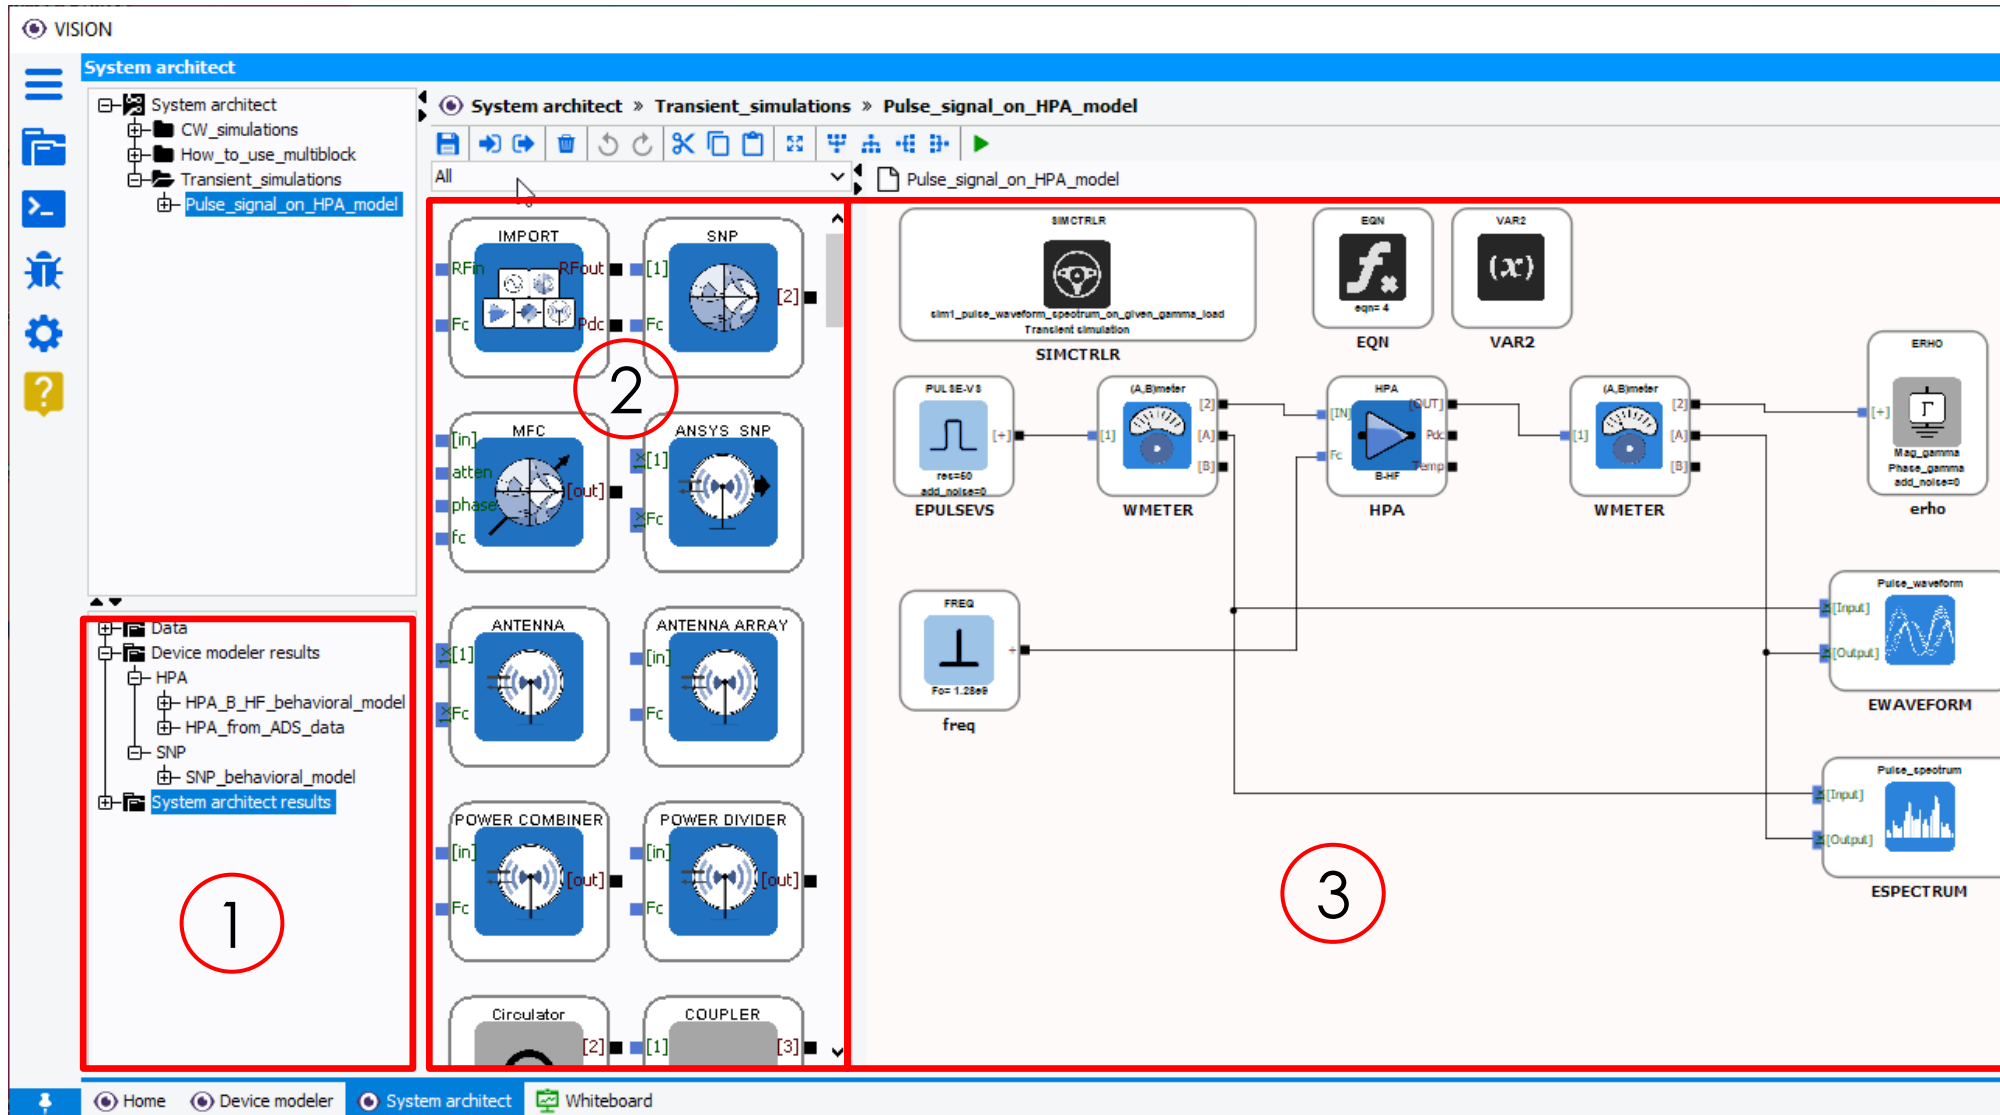 VISION
System architect
System architect
CW_simulations
How_to_use_multiblock
Transient_simulations
Pulse_signal_on_HPA_model
System architect » Transient_simulations » Pulse_signal_on_HPA_model
All
Pulse_signal_on_HPA_model
Data
Device modeler results
HPA
HPA_B_HF_behavioral_model
HPA_from_ADS_data
SNP
SNP_behavioral_model
System architect results
1
IMPORT
RFin
RFout
Fc
Pdc
SNP
[1]
[2]
Fc
2
MFC
[in]
atten
[out]
phase
fc
ANSYS SNP
[1]
Fc
ANTENNA
[1]
Fc
ANTENNA ARRAY
[in]
Fc
POWER COMBINER
[in]
[out]
Fc
POWER DIVIDER
[in]
[out]
Fc
Circulator
[2]
COUPLER
[1]
[3]
SIMCTRLR
sim1_pulse_waveform_spectrum_on_given_gamma_load
Transient simulation
SIMCTRLR
EQN
fx
eqn= 4
EQN
VAR2
(x)
VAR2
PULSE-VS
[+]
res=50
add_noise=0
EPULSEVS
(A,B)meter
[2]
[1]
[A]
[B]
WMETER
HPA
[IN]
[OUT]
Pdc
Fc
Temp
B-HF
HPA
(A,B)meter
[2]
[1]
[A]
[B]
WMETER
ERHO
[+]
Γ
Mag_gamma
Phase_gamma
add_noise=0
erho
FREQ
+
Fo= 1.28e9
freq
Pulse_waveform
[Input]
[Output]
EWAVEFORM
Pulse_spectrum
[Input]
[Output]
ESPECTRUM
3
Home
Device modeler
System architect
Whiteboard